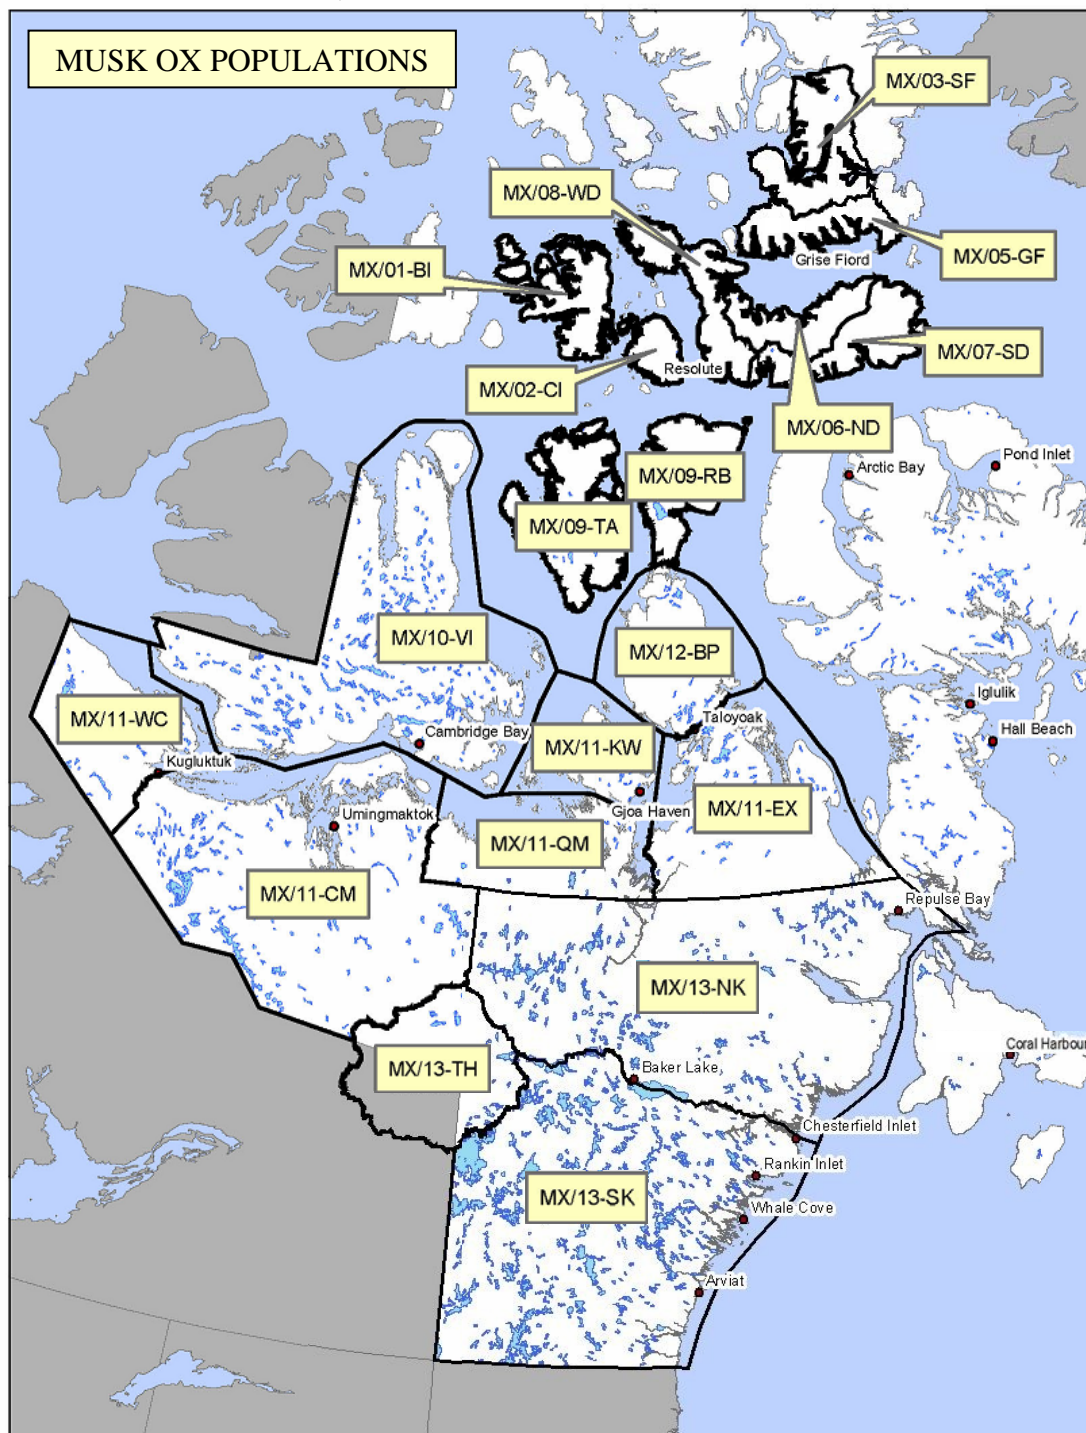 MUSK OX POPULATIONS
MX/03-SF
MX/08-WD
MX/01-BI
MX/05-GF
Grise Fiord
MX/07-SD
MX/02-CI
Resolute
MX/06-ND
MX/09-RB
Arctic Bay
Pond Inlet
MX/09-TA
MX/10-VI
MX/12-BP
Iglulik
MX/11-WC
Cambridge Bay
Taloyoak
Hall Beach
MX/11-KW
Kugluktuk
Umingmaktok
Gjoa Haven
MX/11-EX
MX/11-QM
MX/11-CM
Repulse Bay
MX/13-NK
Coral Harbour
MX/13-TH
Baker Lake
Chesterfield Inlet
Rankin Inlet
MX/13-SK
Whale Cove
Arviat